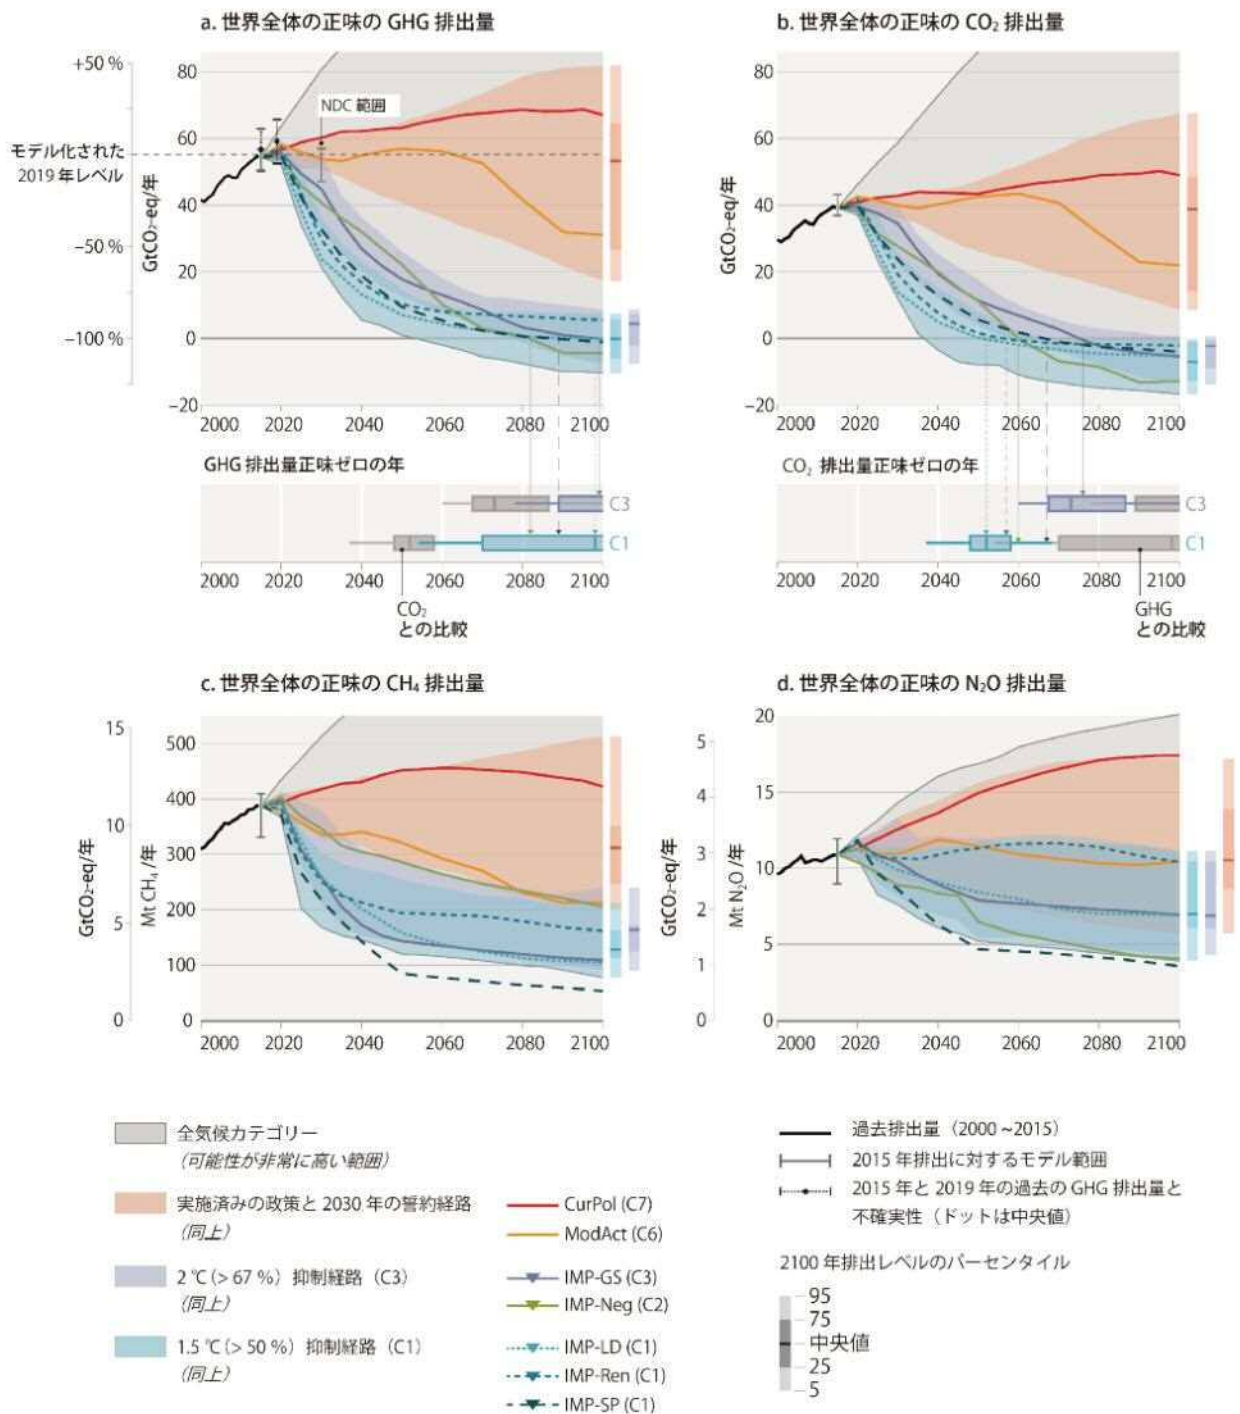 a. 世界全体の正味の GHG 排出量
+50 %
モデル化された
2019 年レベル
−50 %
−100 %
GtCO₂-eq/年
80
60
40
20
0
−20
NDC 範囲
2000 2020 2040 2060 2080 2100
GHG 排出量正味ゼロの年
C3
C1
2000 2020 2040 2060 2080 2100
CO₂
との比較
b. 世界全体の正味の CO₂ 排出量
GtCO₂-eq/年
80
60
40
20
0
−20
2000 2020 2040 2060 2080 2100
CO₂ 排出量正味ゼロの年
C3
C1
2000 2020 2040 2060 2080 2100
GHG
との比較
c. 世界全体の正味の CH₄ 排出量
GtCO₂-eq/年
15
10
5
0
Mt CH₄ /年
500
400
300
200
100
0
2000 2020 2040 2060 2080 2100
d. 世界全体の正味の N₂O 排出量
GtCO₂-eq/年
5
4
3
2
1
0
Mt N₂O /年
20
15
10
5
0
2000 2020 2040 2060 2080 2100
全気候カテゴリー
(可能性が非常に高い範囲)
実施済みの政策と 2030 年の誓約経路
(同上)
2 ℃ (> 67 %) 抑制経路（C3）
(同上)
1.5 ℃ (> 50 %) 抑制経路（C1）
(同上)
CurPol (C7)
ModAct (C6)
IMP-GS (C3)
IMP-Neg (C2)
IMP-LD (C1)
IMP-Ren (C1)
IMP-SP (C1)
過去排出量（2000 ~2015）
2015 年排出に対するモデル範囲
2015 年と 2019 年の過去の GHG 排出量と
不確実性（ドットは中央値）
2100 年排出レベルのパーセンタイル
95
75
中央値
25
5